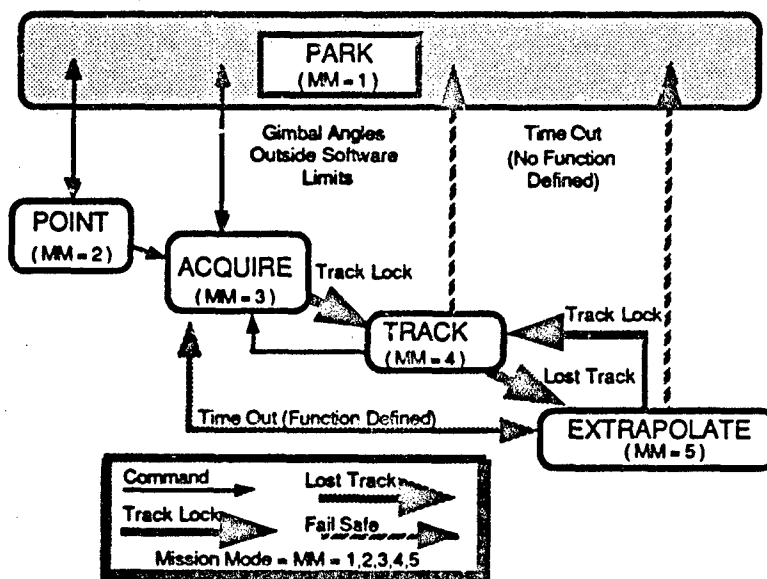 PARK
(MM = 1)
Gimbal Angles
Outside Software
Limits
Time Out
(No Function
Defined)
POINT
(MM = 2)
ACQUIRE
(MM = 3)
Track Lock
TRACK
(MM = 4)
Track Lock
Lost Track
Time Out (Function Defined)
EXTRAPOLATE
(MM = 5)
Command
Lost Track
Track Lock
Fail Safe
Mission Mode = MM = 1,2,3,4,5